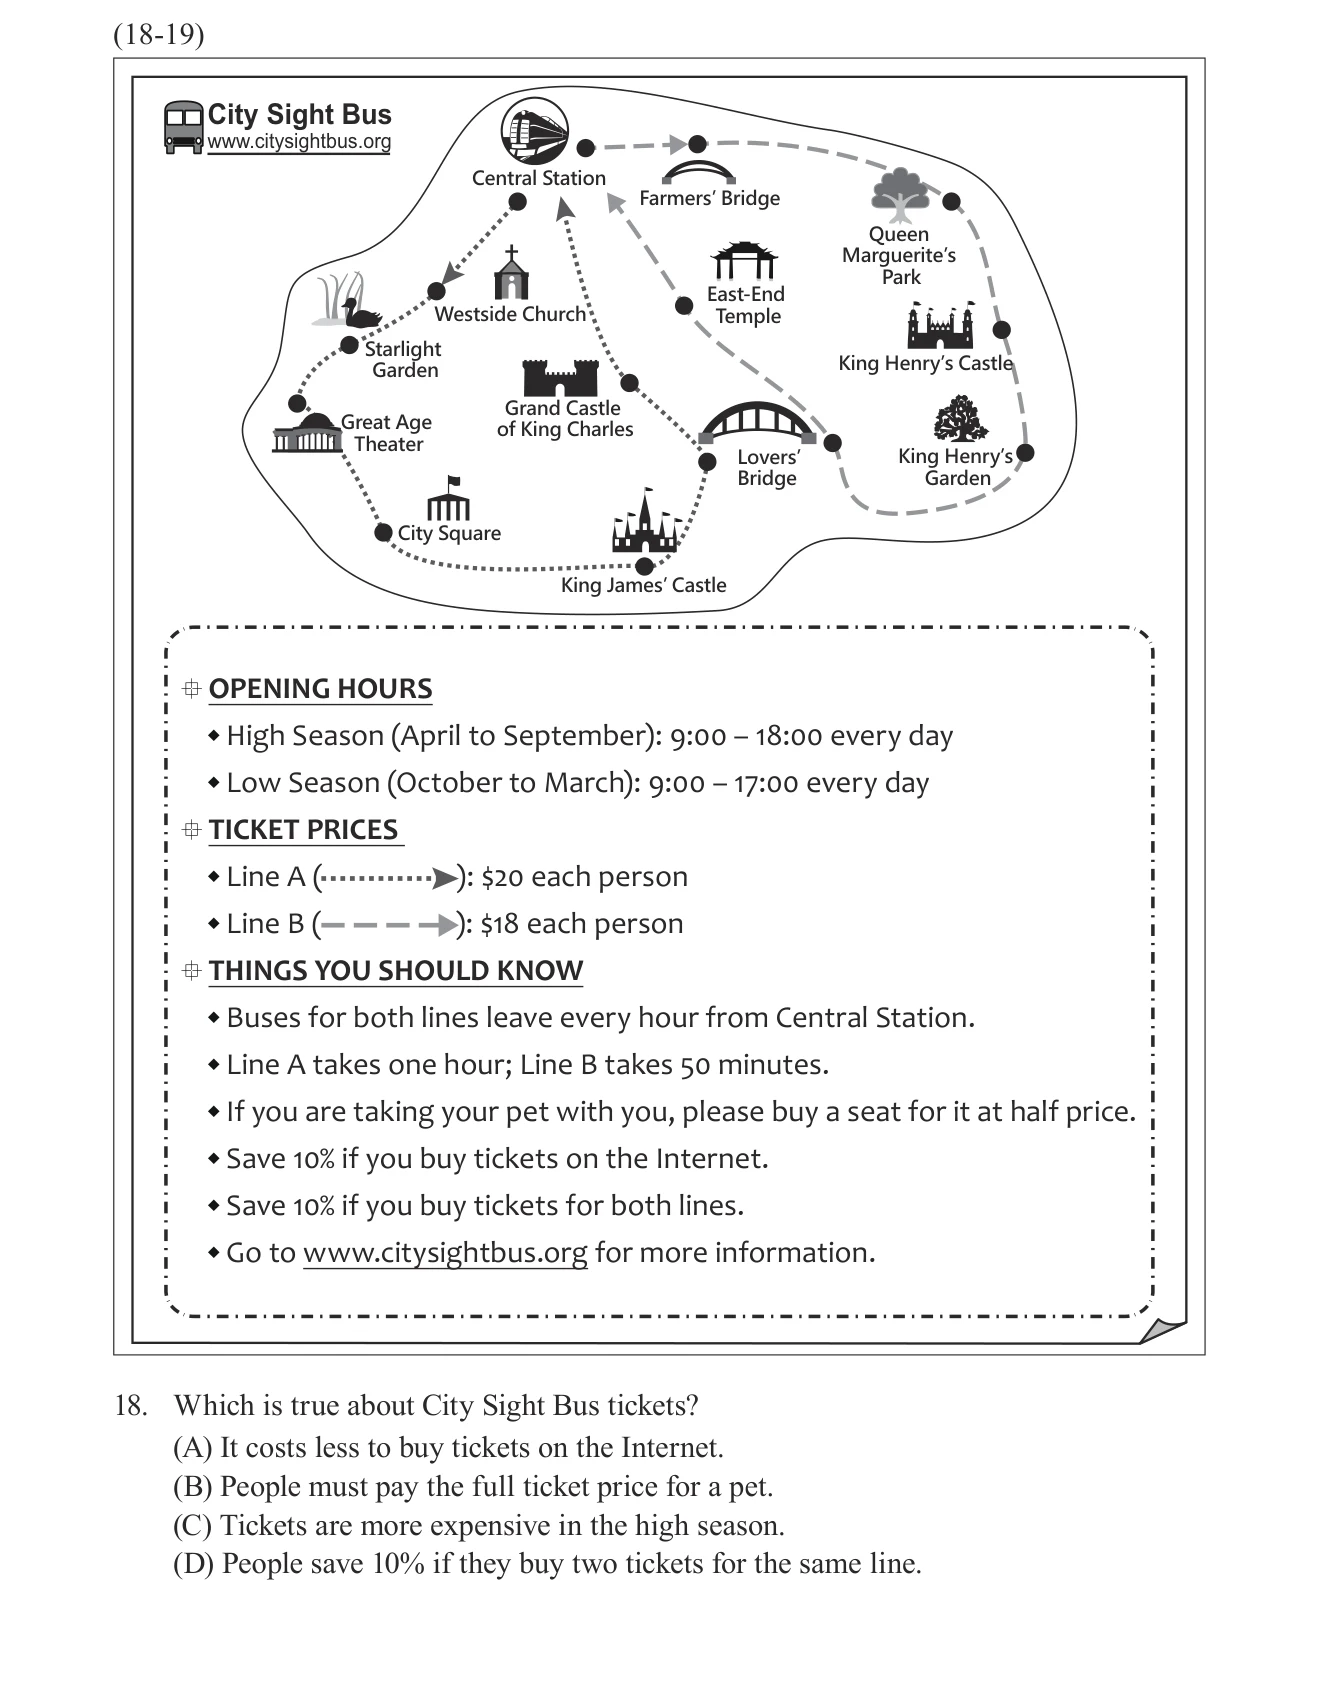 (18-19)
City Sight Bus
www.citysightbus.org
Central Station
Farmers' Bridge
Queen
Marguerite's
Park
East-End
Temple
Westside Church
Starlight
Garden
King Henry's Castle
Grand Castle
of King Charles
Great Age
Theater
Lovers'
Bridge
King Henry's
Garden
City Square
King James' Castle
OPENING HOURS
◆ High Season (April to September): 9:00 – 18:00 every day
◆ Low Season (October to March): 9:00 – 17:00 every day
TICKET PRICES
◆ Line A ( ): $20 each person
◆ Line B ( ): $18 each person
THINGS YOU SHOULD KNOW
◆ Buses for both lines leave every hour from Central Station.
◆ Line A takes one hour; Line B takes 50 minutes.
◆ If you are taking your pet with you, please buy a seat for it at half price.
◆ Save 10% if you buy tickets on the Internet.
◆ Save 10% if you buy tickets for both lines.
◆ Go to www.citysightbus.org for more information.
18. Which is true about City Sight Bus tickets?
(A) It costs less to buy tickets on the Internet.
(B) People must pay the full ticket price for a pet.
(C) Tickets are more expensive in the high season.
(D) People save 10% if they buy two tickets for the same line.